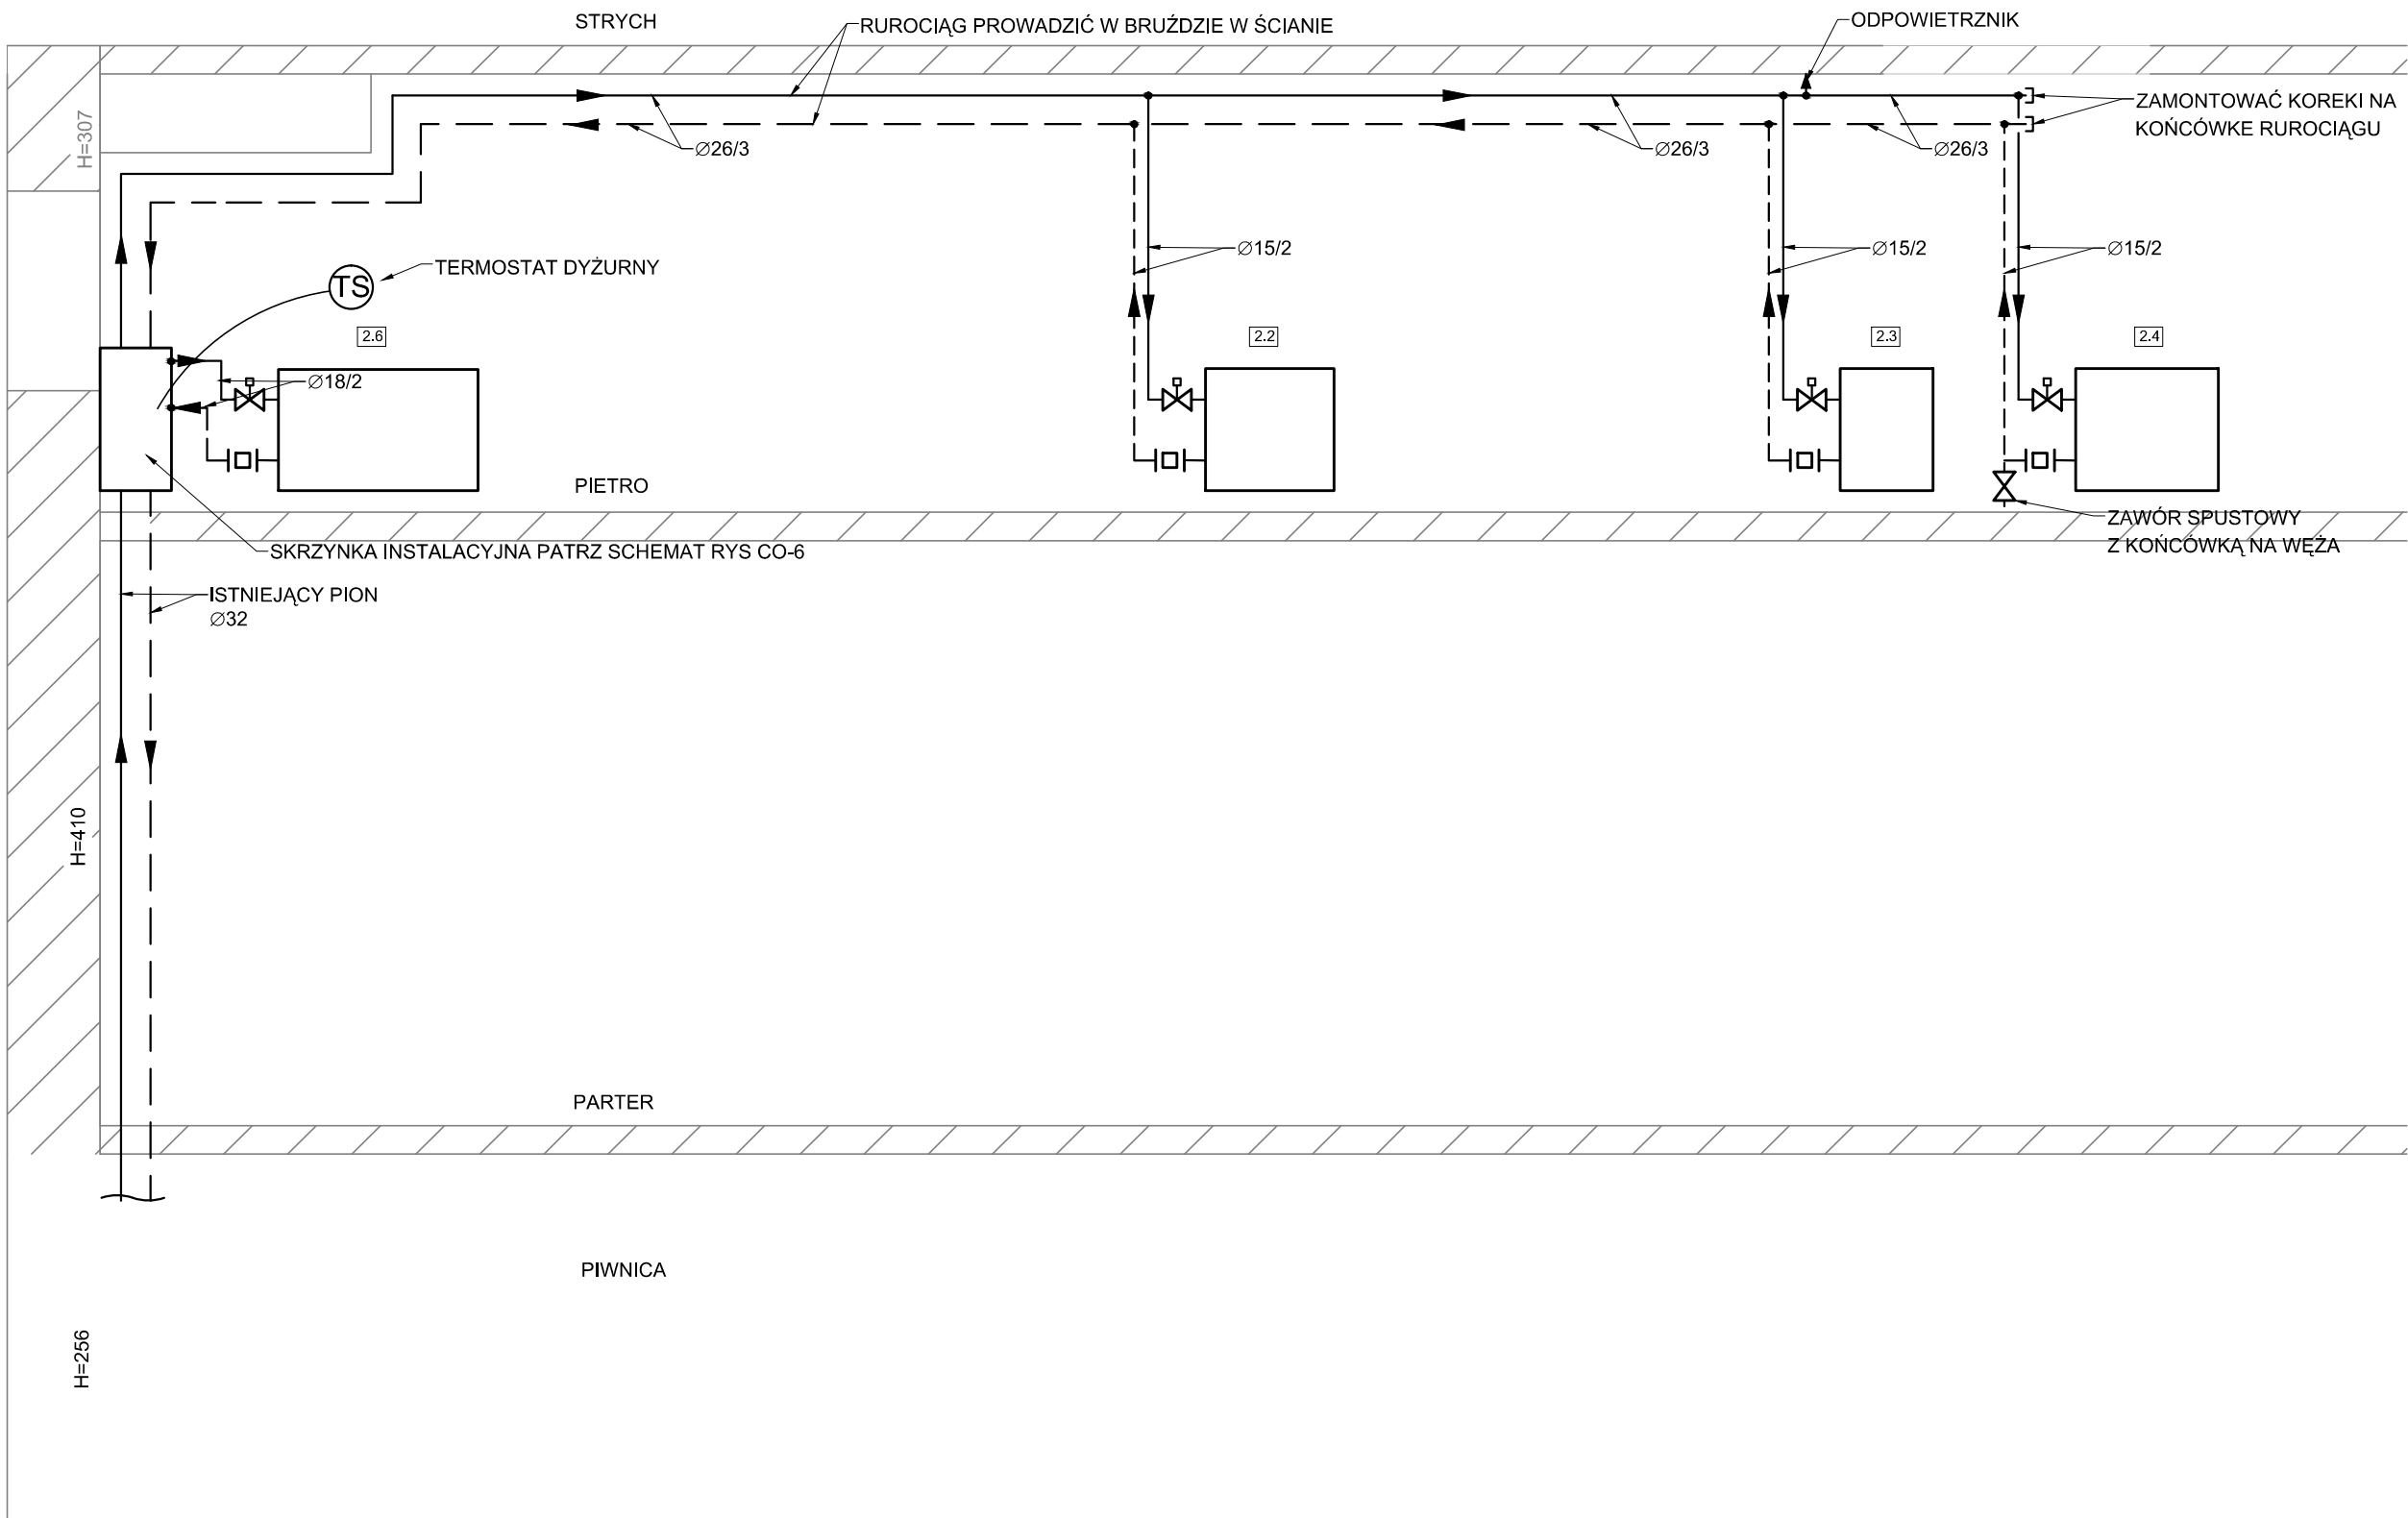 STRYCH
RUROCIĄG PROWADZIĆ W BRUŹDZIE W ŚCIANIE
ODPOWIETRZNIK
ZAMONTOWAĆ KOREKI NA
KOŃCÓWKE RUROCIĄGU
H=307
∅26/3
∅26/3
∅26/3
∅15/2
∅15/2
∅15/2
TERMOSTAT DYŻURNY
TS
2.6
2.2
2.3
2.4
∅18/2
PIETRO
ZAWÓR SPUSTOWY
Z KOŃCÓWKĄ NA WĘŻA
SKRZYNKA INSTALACYJNA PATRZ SCHEMAT RYS CO-6
ISTNIEJĄCY PION
∅32
H=410
PARTER
PIWNICA
H=256